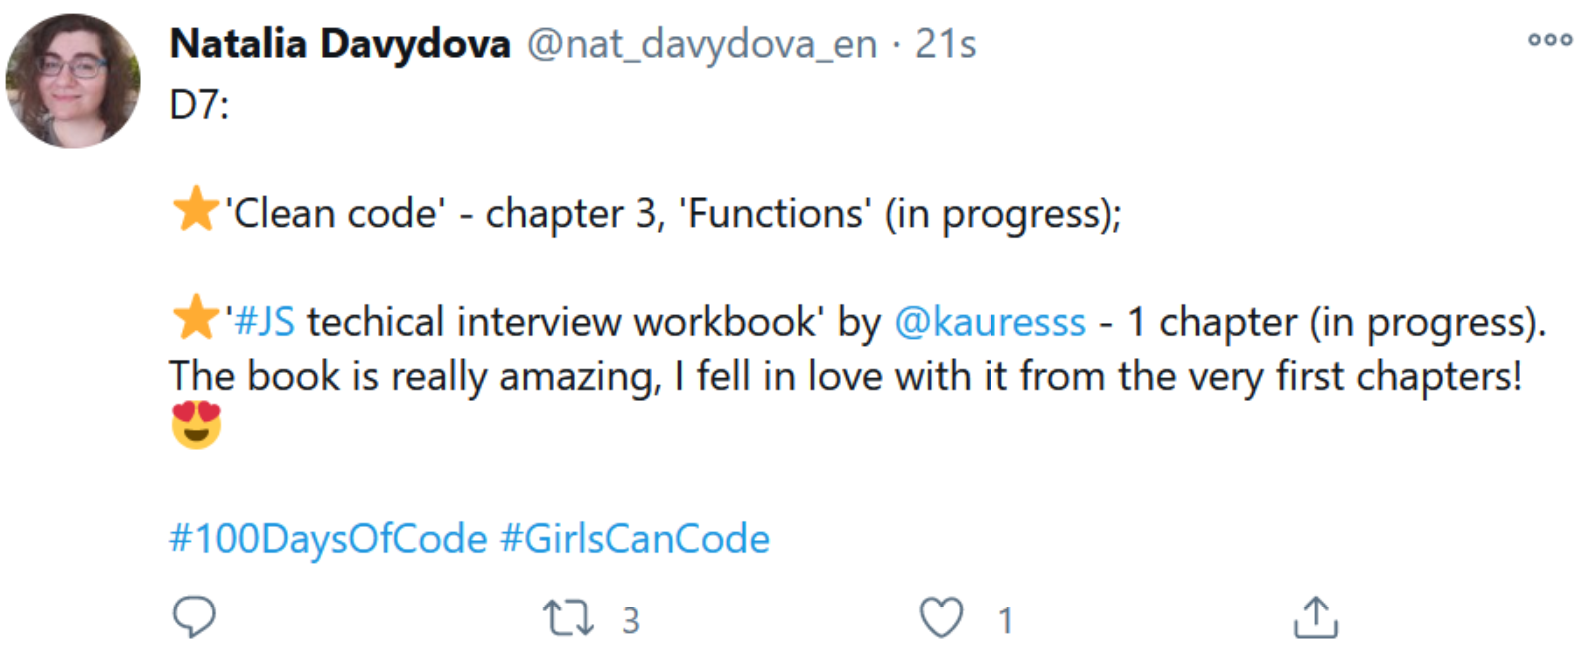 Natalia Davydova @nat_davydova_en · 21s
D7:
⭐'Clean code' - chapter 3, 'Functions' (in progress);
⭐'#JS techical interview workbook' by @kauresss - 1 chapter (in progress).
The book is really amazing, I fell in love with it from the very first chapters!
😍
#100DaysOfCode #GirlsCanCode
3 1